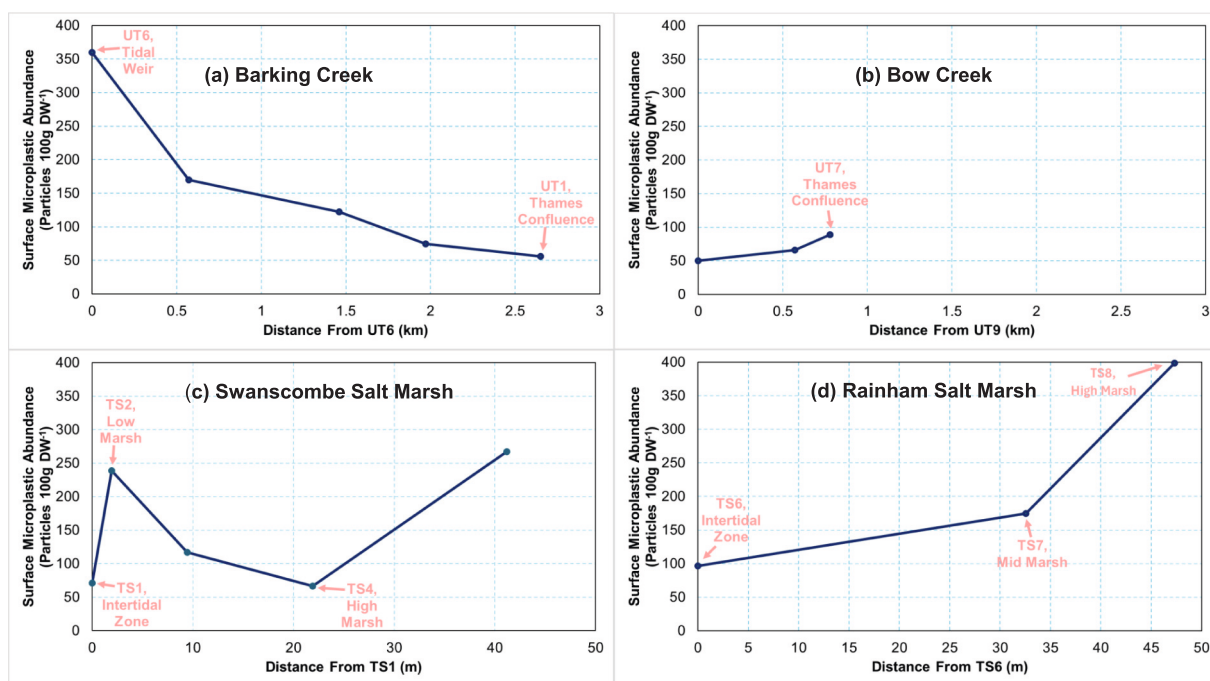 (a) Barking Creek
Surface Microplastic Abundance
(Particles 100g DW⁻¹)
400
350
300
250
200
150
100
50
0
UT6,
Tidal
Weir
UT1,
Thames
Confluence
0 0.5 1 1.5 2 2.5 3
Distance From UT6 (km)
(b) Bow Creek
Surface Microplastic Abundance
(Particles 100g DW⁻¹)
400
350
300
250
200
150
100
50
0
UT7,
Thames
Confluence
0 0.5 1 1.5 2 2.5 3
Distance From UT9 (km)
(c) Swanscombe Salt Marsh
Surface Microplastic Abundance
(Particles 100g DW⁻¹)
400
350
300
250
200
150
100
50
0
TS2,
Low
Marsh
TS1,
Intertidal
Zone
TS4,
High
Marsh
0 10 20 30 40 50
Distance From TS1 (m)
(d) Rainham Salt Marsh
Surface Microplastic Abundance
(Particles 100g DW⁻¹)
400
350
300
250
200
150
100
50
0
TS8,
High Marsh
TS6,
Intertidal
Zone
TS7,
Mid Marsh
0 5 10 15 20 25 30 35 40 45 50
Distance From TS6 (m)